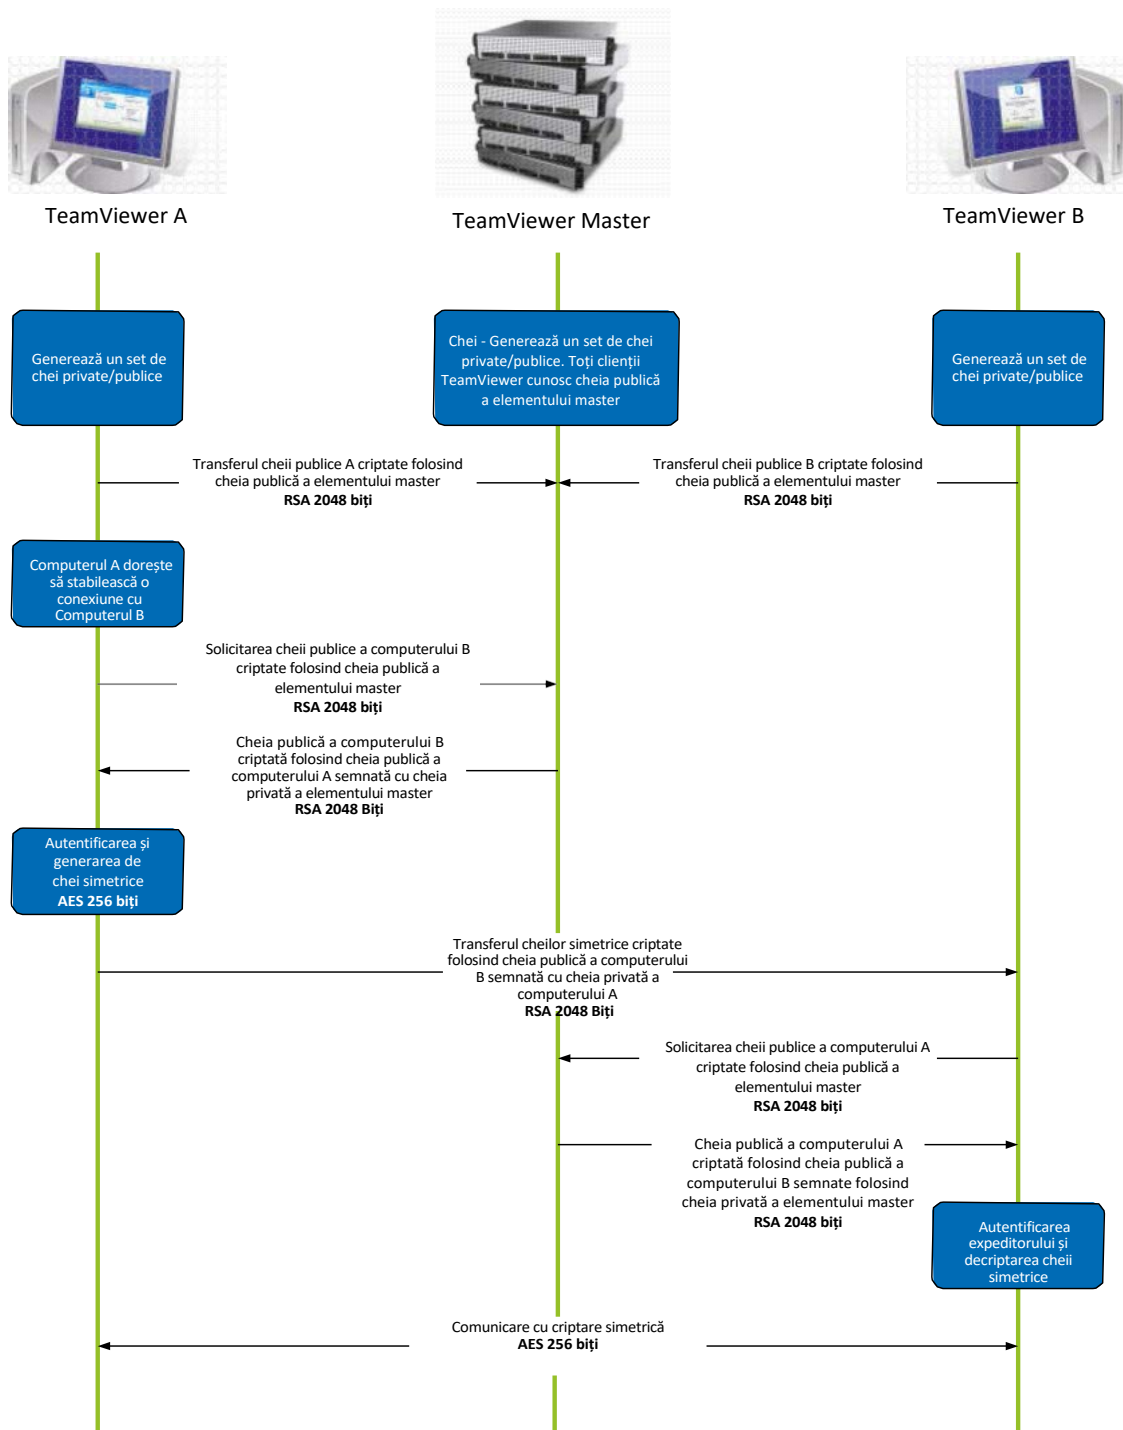 TeamViewer A
TeamViewer Master
TeamViewer B
Generează un set de
chei private/publice
Chei - Generează un set de chei
private/publice. Toți clienții
TeamViewer cunosc cheia publică
a elementului master
Generează un set de
chei private/publice
Transferul cheii publice A criptate folosind
cheia publică a elementului master
RSA 2048 biți
Transferul cheii publice B criptate folosind
cheia publică a elementului master
RSA 2048 biți
Computerul A dorește
să stabilească o
conexiune cu
Computerul B
Solicitarea cheii publice a computerului B
criptate folosind cheia publică a
elementului master
RSA 2048 biți
Cheia publică a computerului B
criptată folosind cheia publică a
computerului A semnată cu cheia
privată a elementului master
RSA 2048 Biți
Autentificarea și
generarea de
chei simetrice
AES 256 biți
Transferul cheilor simetrice criptate
folosind cheia publică a computerului
B semnată cu cheia privată a
computerului A
RSA 2048 Biți
Solicitarea cheii publice a computerului A
criptate folosind cheia publică a
elementului master
RSA 2048 biți
Cheia publică a computerului A
criptată folosind cheia publică a
computerului B semnate folosind
cheia privată a elementului master
RSA 2048 biți
Autentificarea
expeditorului și
decriptarea cheii
simetrice
Comunicare cu criptare simetrică
AES 256 biți